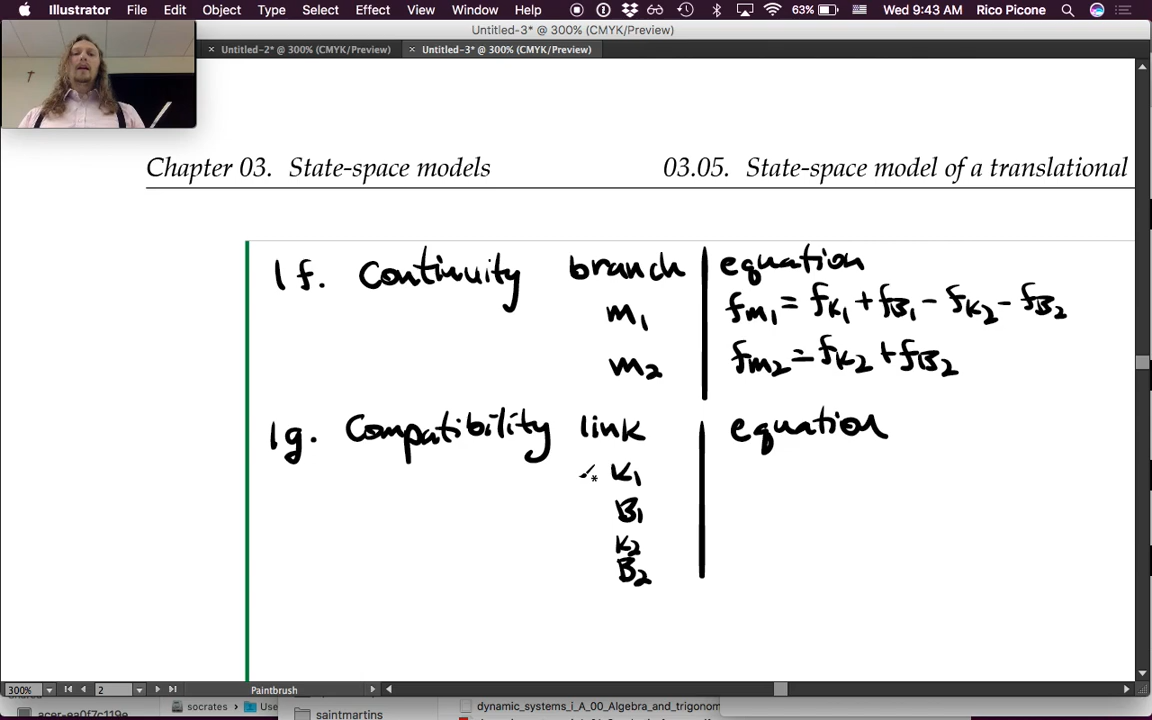 Illustrator File Edit Object Type Select Effect View Window Help 63% Wed 9:43 AM Rico Picone
Untitled-3* @ 300% (CMYK/Preview)
× Untitled-2* @ 300% (CMYK/Preview) × Untitled-3* @ 300% (CMYK/Preview)
Chapter 03. State-space models 03.05. State-space model of a translational
1f. Continuity branch | equation
m₁ | fm₁ = fk₁ + fB₁ - fk₂ - fB₂
m₂ | fm₂ = fk₂ + fB₂
1g. Compatibility link | equation
k₁
B₁
k₂
B₂
300% 2 Paintbrush
socrates Use
dynamic_systems_i_A_00_Algebra_and_trigonom
acer-ea0f7c119e
saintmartins